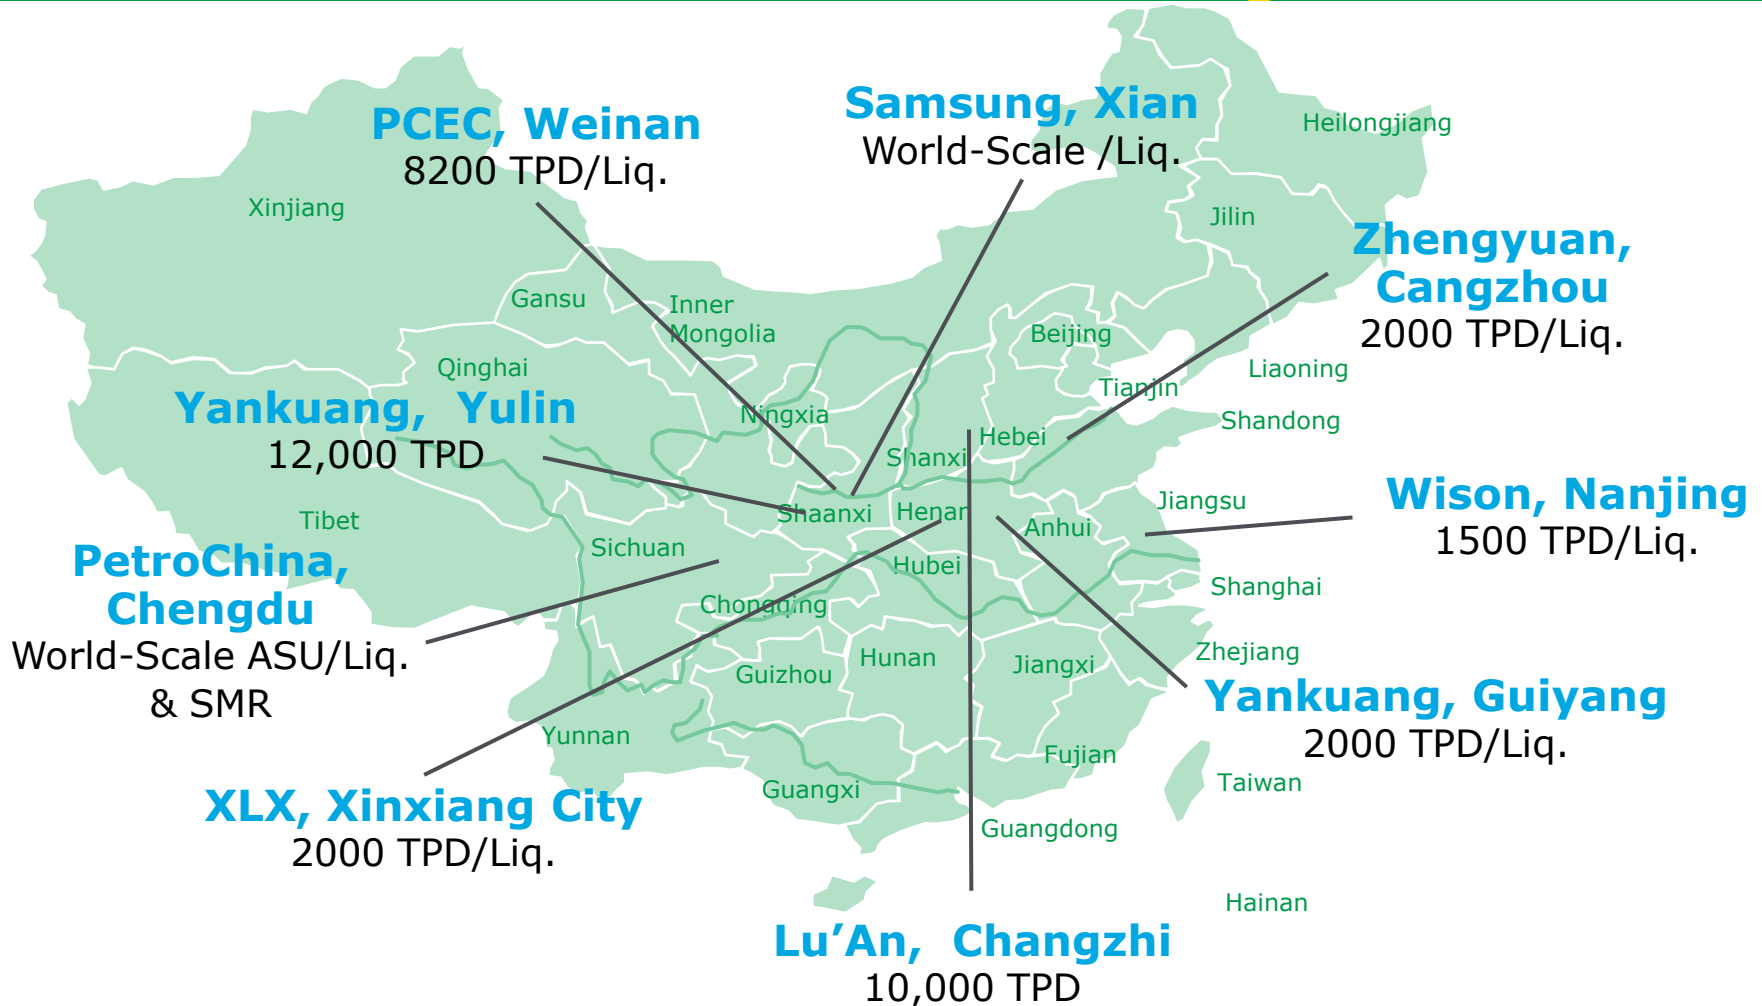 PCEC, Weinan
8200 TPD/Liq.
Samsung, Xian
World-Scale /Liq.
Heilongjiang
Xinjiang
Jilin
Zhengyuan,
Cangzhou
2000 TPD/Liq.
Gansu
Inner
Mongolia
Beijing
Qinghai
Liaoning
Tianjin
Yankuang, Yulin
12,000 TPD
Ningxia
Shandong
Hebei
Shanxi
Wison, Nanjing
1500 TPD/Liq.
Jiangsu
Shaanxi
Henan
Anhui
Tibet
Sichuan
Hubei
PetroChina,
Chengdu
World-Scale ASU/Liq.
& SMR
Shanghai
Chongqing
Zhejiang
Hunan
Jiangxi
Guizhou
Yankuang, Guiyang
2000 TPD/Liq.
Yunnan
Fujian
Taiwan
Guangxi
XLX, Xinxiang City
2000 TPD/Liq.
Guangdong
Hainan
Lu’An, Changzhi
10,000 TPD